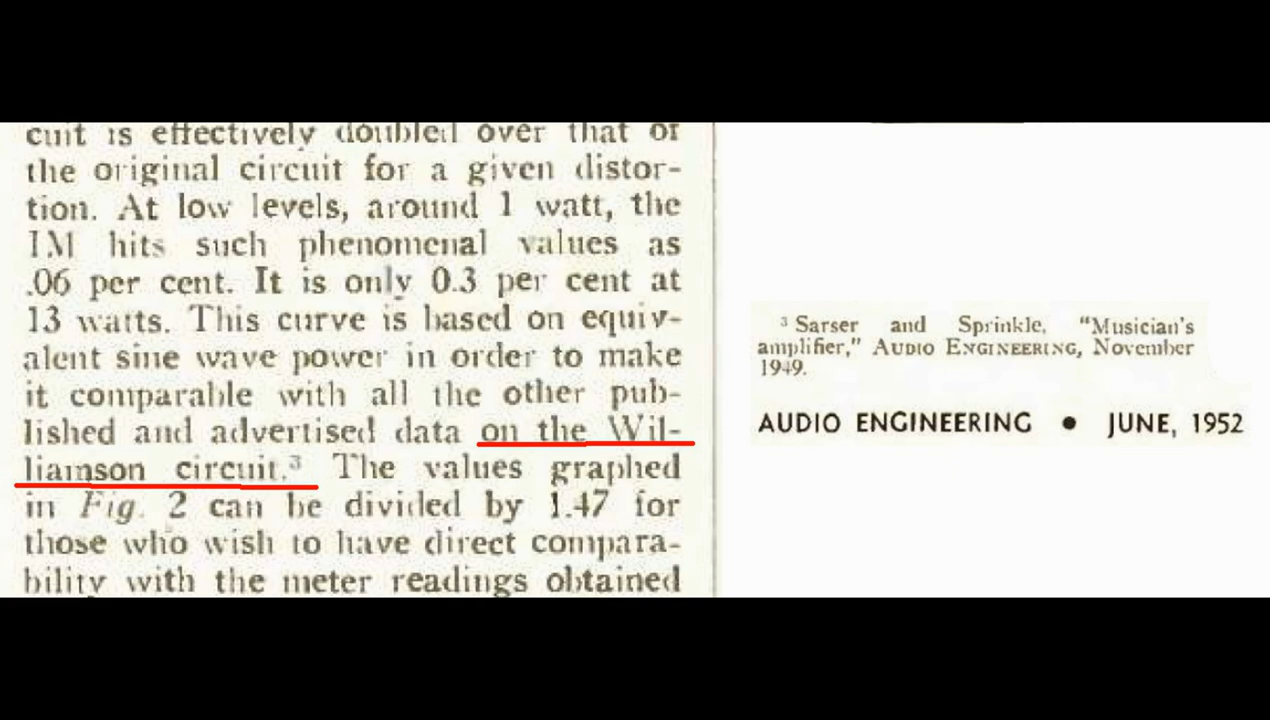 cuit is effectively doubled over that of
the original circuit for a given distor-
tion. At low levels, around 1 watt, the
IM hits such phenomenal values as
.06 per cent. It is only 0.3 per cent at
13 watts. This curve is based on equiv-
alent sine wave power in order to make
it comparable with all the other pub-
lished and advertised data on the Wil-
liamson circuit.³ The values graphed
in Fig. 2 can be divided by 1.47 for
those who wish to have direct compara-
bility with the meter readings obtained
³ Sarser and Sprinkle, "Musician's
amplifier," AUDIO ENGINEERING, November
1949.
AUDIO ENGINEERING ● JUNE, 1952